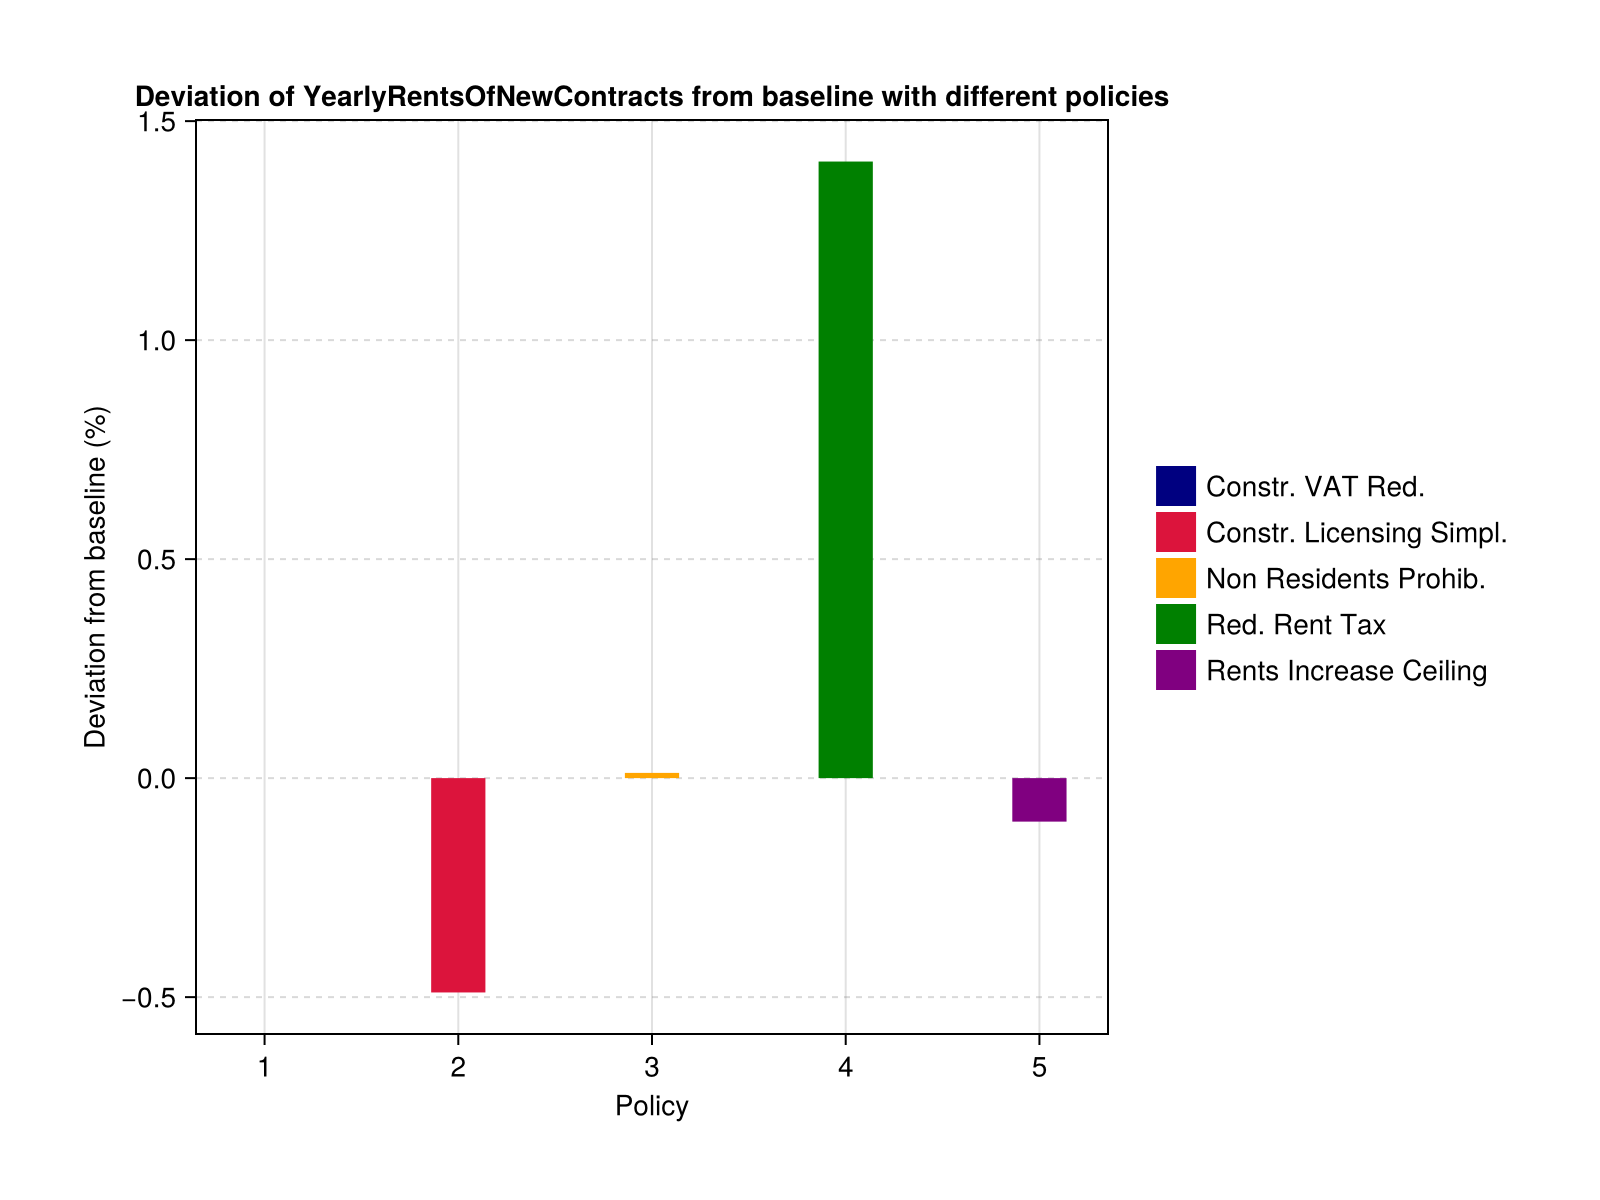 Deviation of YearlyRentsOfNewContracts from baseline with different policies
1.5
1.0
0.5
0.0
−0.5
Deviation from baseline (%)
1 2 3 4 5
Policy
Constr. VAT Red.
Constr. Licensing Simpl.
Non Residents Prohib.
Red. Rent Tax
Rents Increase Ceiling